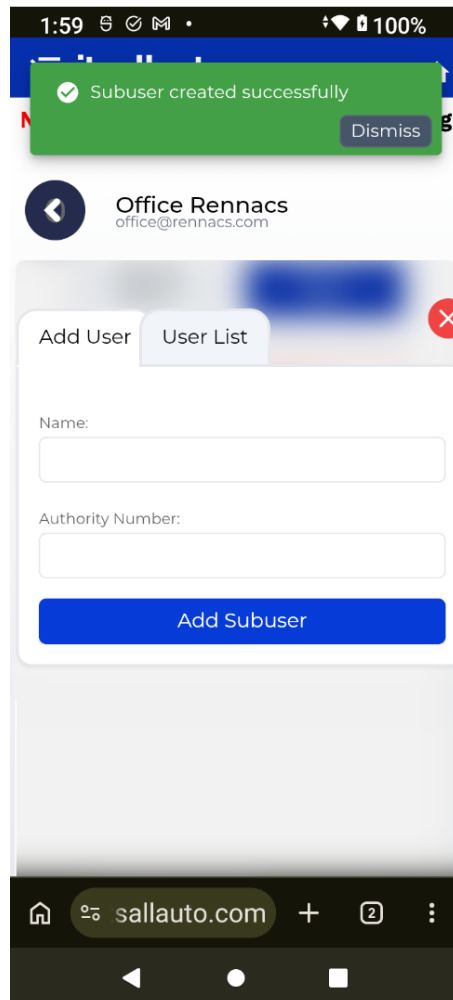 1:59
100%
Subuser created successfully
Dismiss
Office Rennacs
office@rennacs.com
Add User
User List
Name:
Authority Number:
Add Subuser
sallauto.com
2